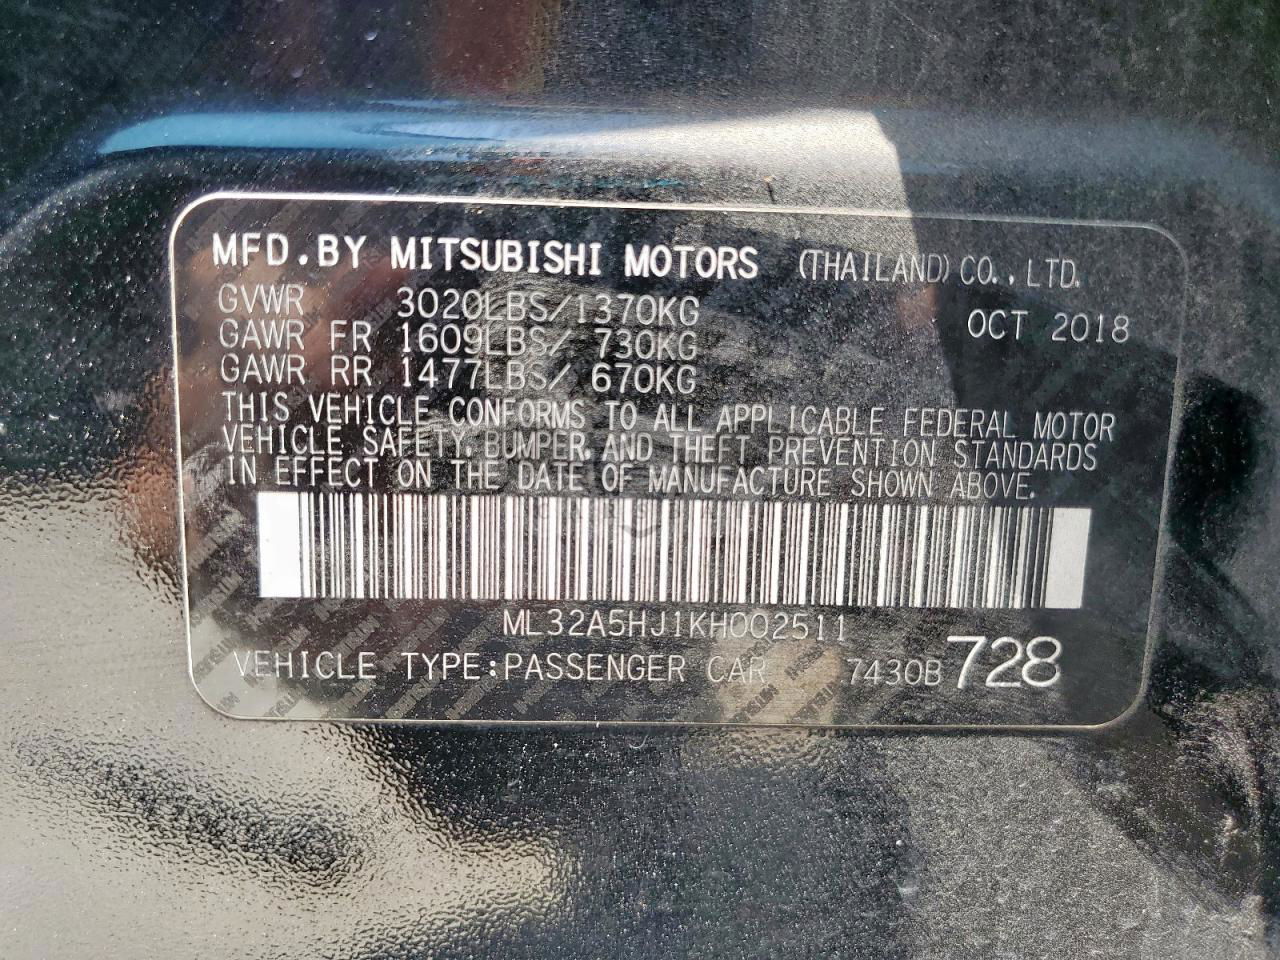 MFD.BY MITSUBISHI MOTORS (THAILAND) CO.,LTD.
GVWR 3020LBS/1370KG
OCT 2018
GAWR FR 1609LBS/ 730KG
GAWR RR 1477LBS/ 670KG
THIS VEHICLE CONFORMS TO ALL APPLICABLE FEDERAL MOTOR
VEHICLE SAFETY, BUMPER, AND THEFT PREVENTION STANDARDS
IN EFFECT ON THE DATE OF MANUFACTURE SHOWN ABOVE.
ML32A5HJ1KH002511
VEHICLE TYPE:PASSENGER CAR 7430B 728